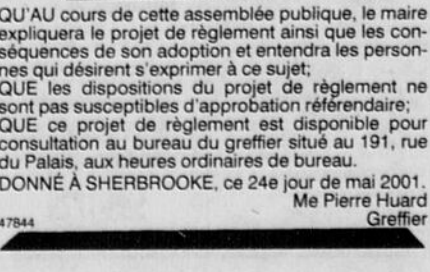 QU'AU cours de cette assemblée publique, le maire
expliquera le projet de règlement ainsi que les con-
séquences de son adoption et entendra les person-
nes qui désirent s'exprimer à ce sujet;
QUE les dispositions du projet de règlement ne
sont pas susceptibles d'approbation référendaire;
QUE ce projet de règlement est disponible pour
consultation au bureau du greffier situé au 191, rue
du Palais, aux heures ordinaires de bureau.
DONNÉ À SHERBROOKE, ce 24e jour de mai 2001.
Me Pierre Huard
47844 Greffier